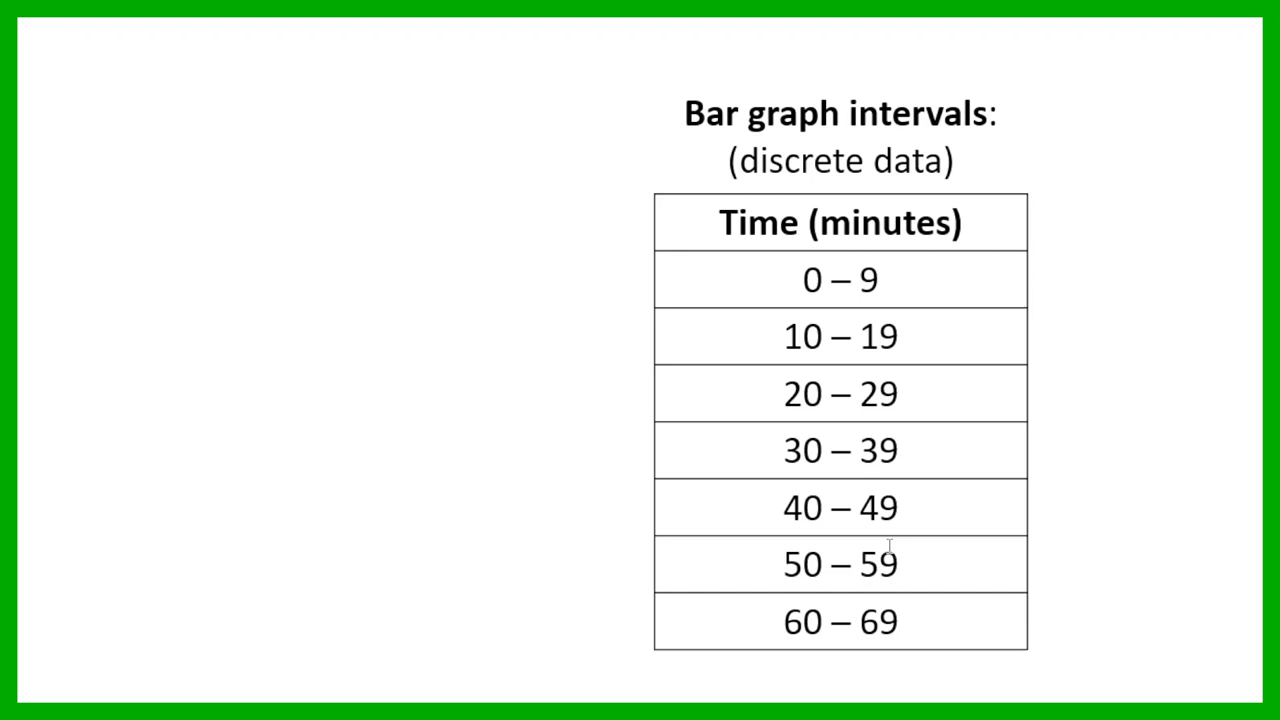 Bar graph intervals:
(discrete data)
Time (minutes)
0 – 9
10 – 19
20 – 29
30 – 39
40 – 49
50 – 59
60 – 69